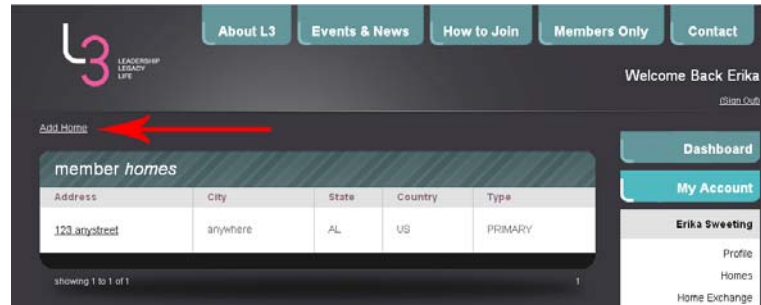 About L3 Events & News How to Join Members Only Contact
L3 LEADERSHIP
LEGACY
LIFE
Welcome Back Erika
(Sign Out)
Add Home
member homes
Address City State Country Type
123 anystreet anywhere AL US PRIMARY
showing 1 to 1 of 1 1
Dashboard
My Account
Erika Sweeting
Profile
Homes
Home Exchange